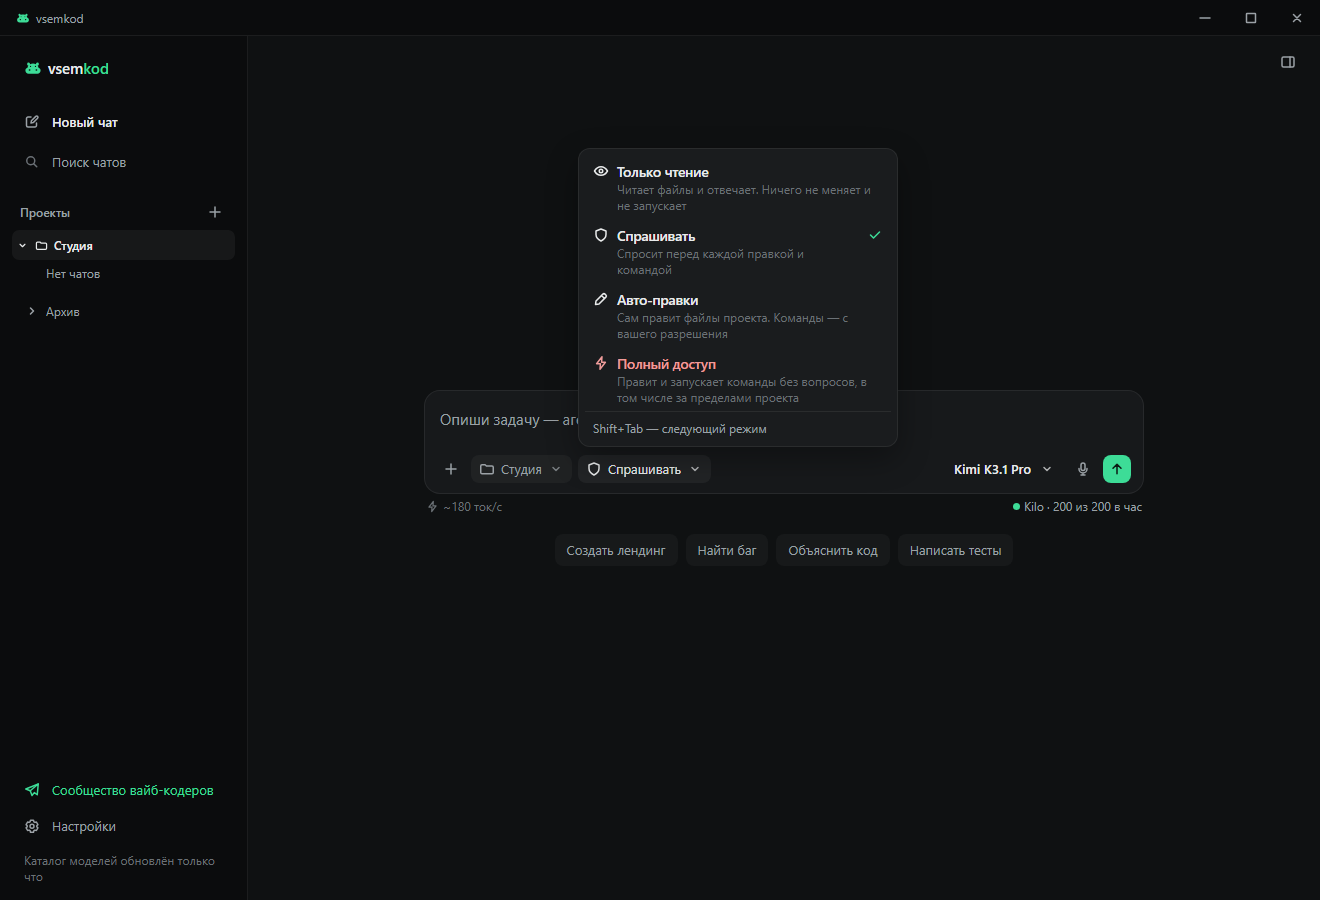 vsemkod
vsemkod
Новый чат
Поиск чатов
Проекты
Студия
Нет чатов
Архив
Только чтение
Читает файлы и отвечает. Ничего не меняет и
не запускает
Спрашивать
Спросит перед каждой правкой и
командой
Авто-правки
Сам правит файлы проекта. Команды — с
вашего разрешения
Полный доступ
Правит и запускает команды без вопросов, в
том числе за пределами проекта
Shift+Tab — следующий режим
Опиши задачу —
Студия
Спрашивать
Kimi K3.1 Pro
~180 ток/с
Kilo · 200 из 200 в час
Создать лендинг
Найти баг
Объяснить код
Написать тесты
Сообщество вайб-кодеров
Настройки
Каталог моделей обновлён только
что